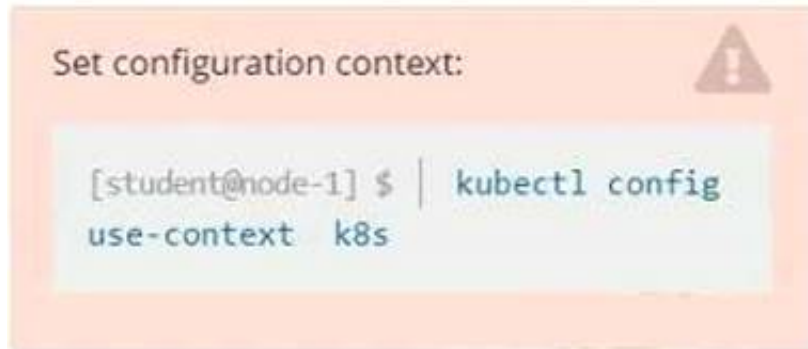 Set configuration context:
[student@node-1] $ | kubectl config
use-context k8s